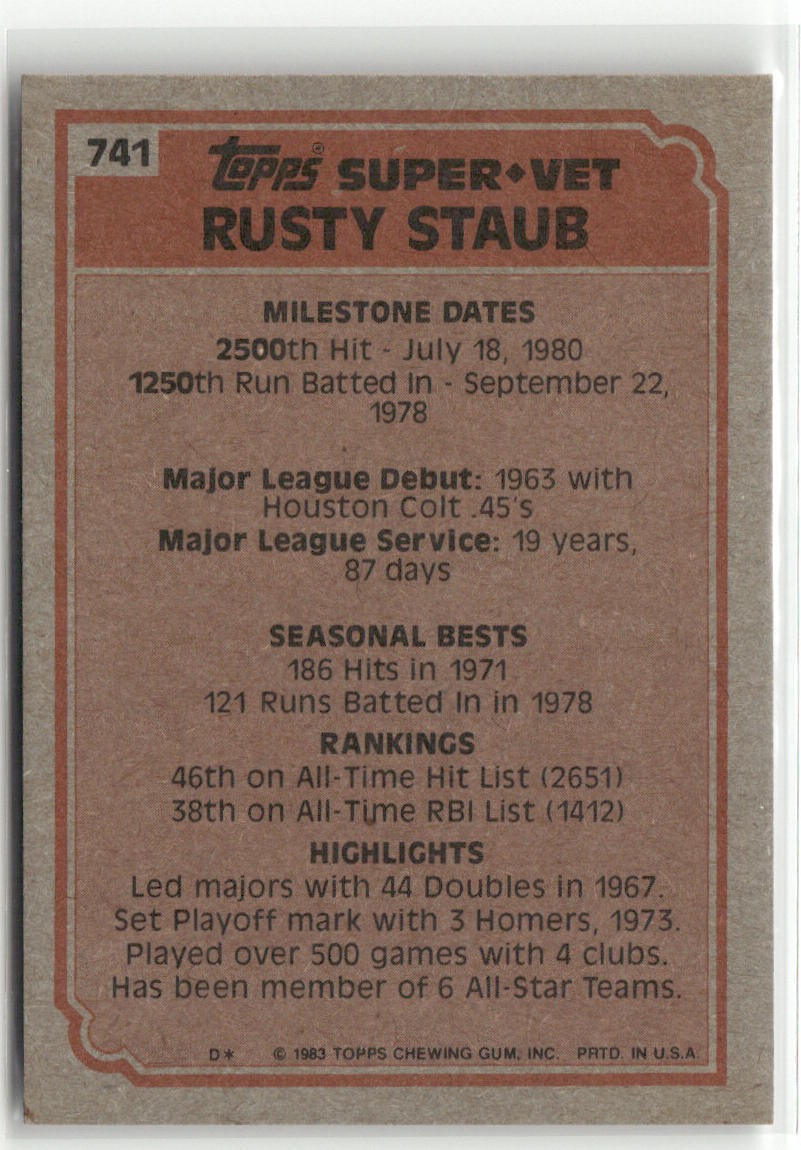 741
Topps® SUPER◆VET
RUSTY STAUB
MILESTONE DATES
2500th Hit - July 18, 1980
1250th Run Batted In - September 22,
1978
Major League Debut: 1963 with
Houston Colt .45's
Major League Service: 19 years,
87 days
SEASONAL BESTS
186 Hits in 1971
121 Runs Batted In in 1978
RANKINGS
46th on All-Time Hit List (2651)
38th on All-Time RBI List (1412)
HIGHLIGHTS
Led majors with 44 Doubles in 1967.
Set Playoff mark with 3 Homers, 1973.
Played over 500 games with 4 clubs.
Has been member of 6 All-Star Teams.
D* © 1983 TOPPS CHEWING GUM, INC. PRTD. IN U.S.A.